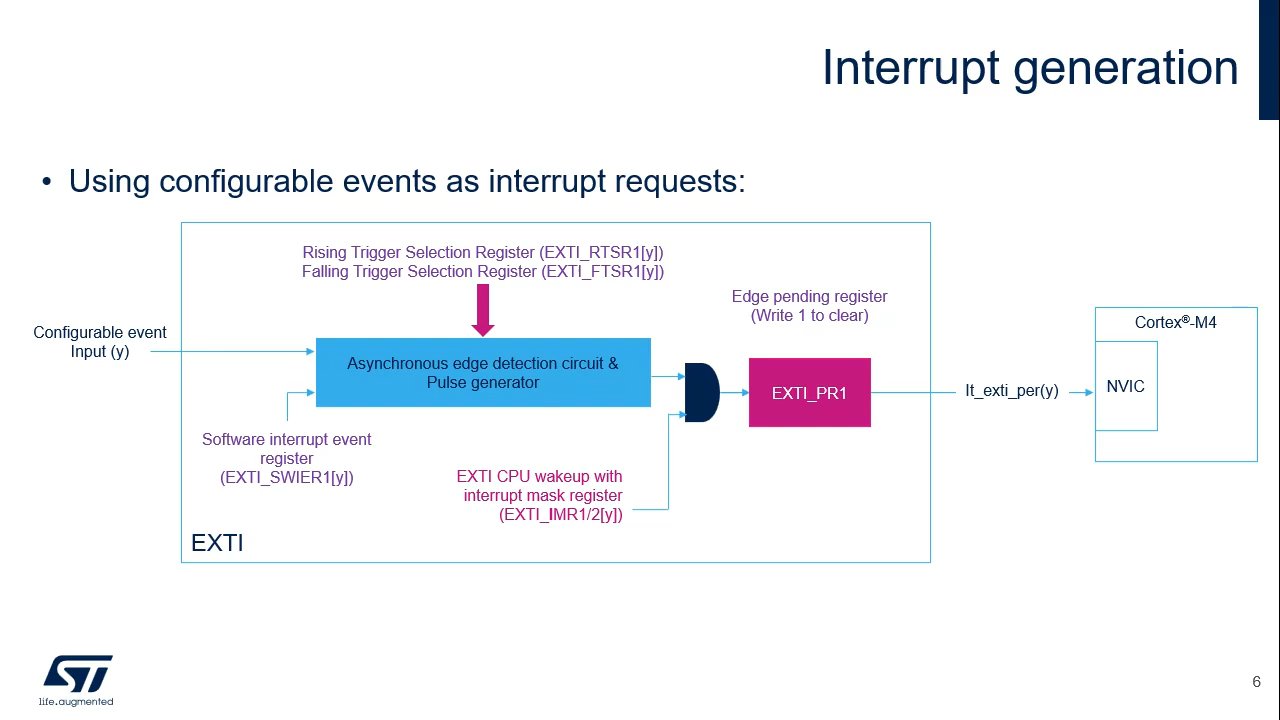 Interrupt generation
• Using configurable events as interrupt requests:
Rising Trigger Selection Register (EXTI_RTSR1[y])
Falling Trigger Selection Register (EXTI_FTSR1[y])
Edge pending register
(Write 1 to clear)
Configurable event
Input (y)
Asynchronous edge detection circuit &
Pulse generator
EXTI_PR1
It_exti_per(y)
Cortex®-M4
NVIC
Software interrupt event
register
(EXTI_SWIER1[y])
EXTI CPU wakeup with
interrupt mask register
(EXTI_IMR1/2[y])
EXTI
ST
life.augmented
6